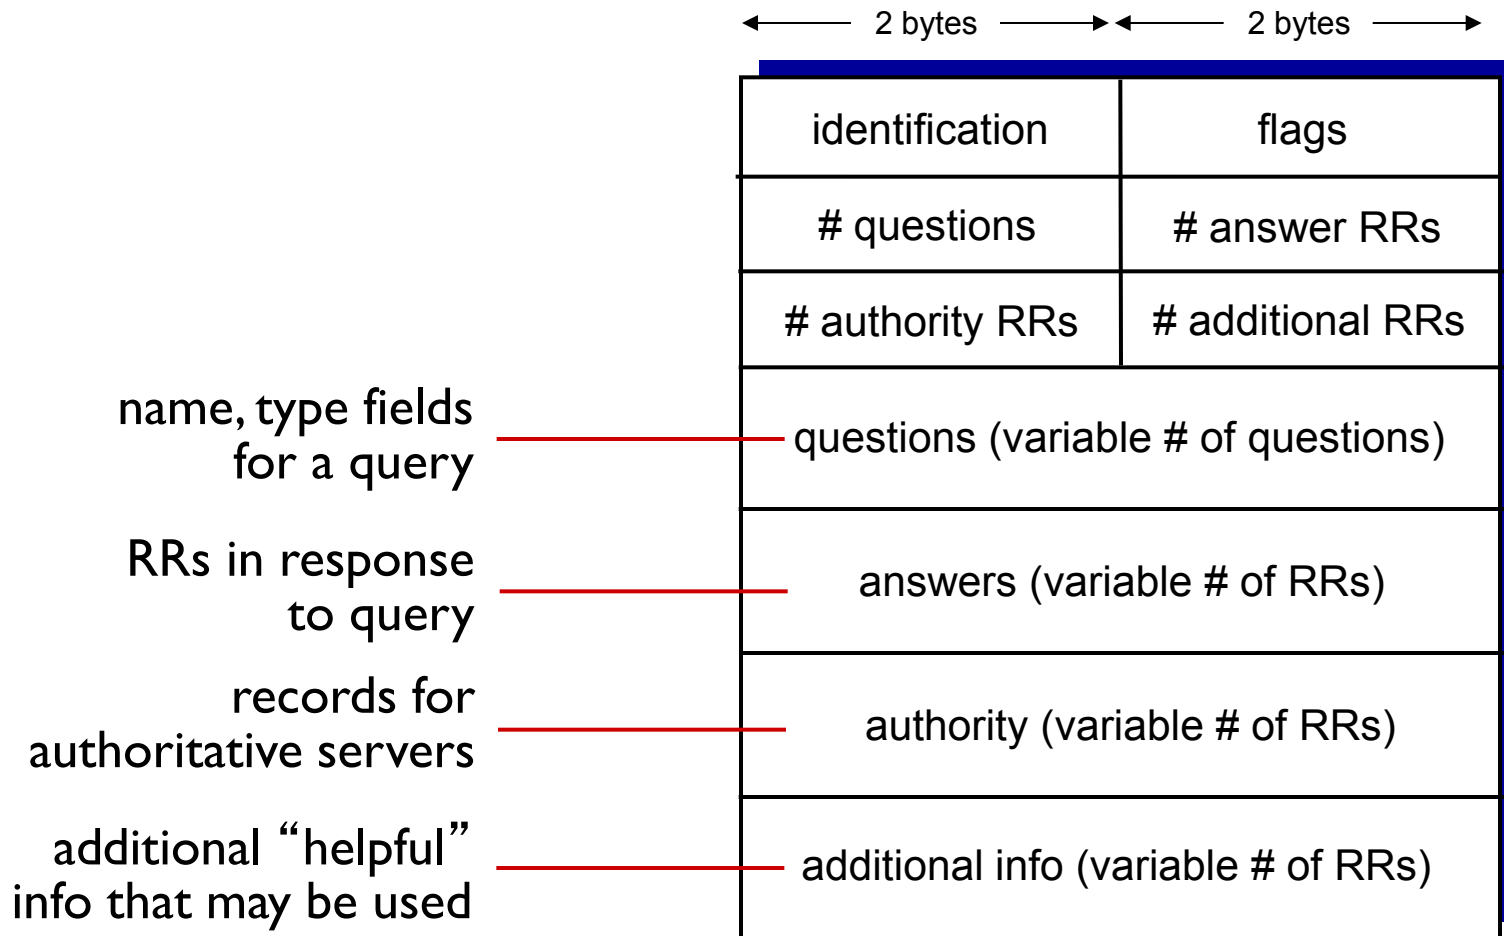 2 bytes 2 bytes
identification flags
# questions # answer RRs
# authority RRs # additional RRs
name, type fields
for a query
questions (variable # of questions)
RRs in response
to query
answers (variable # of RRs)
records for
authoritative servers
authority (variable # of RRs)
additional “helpful”
info that may be used
additional info (variable # of RRs)